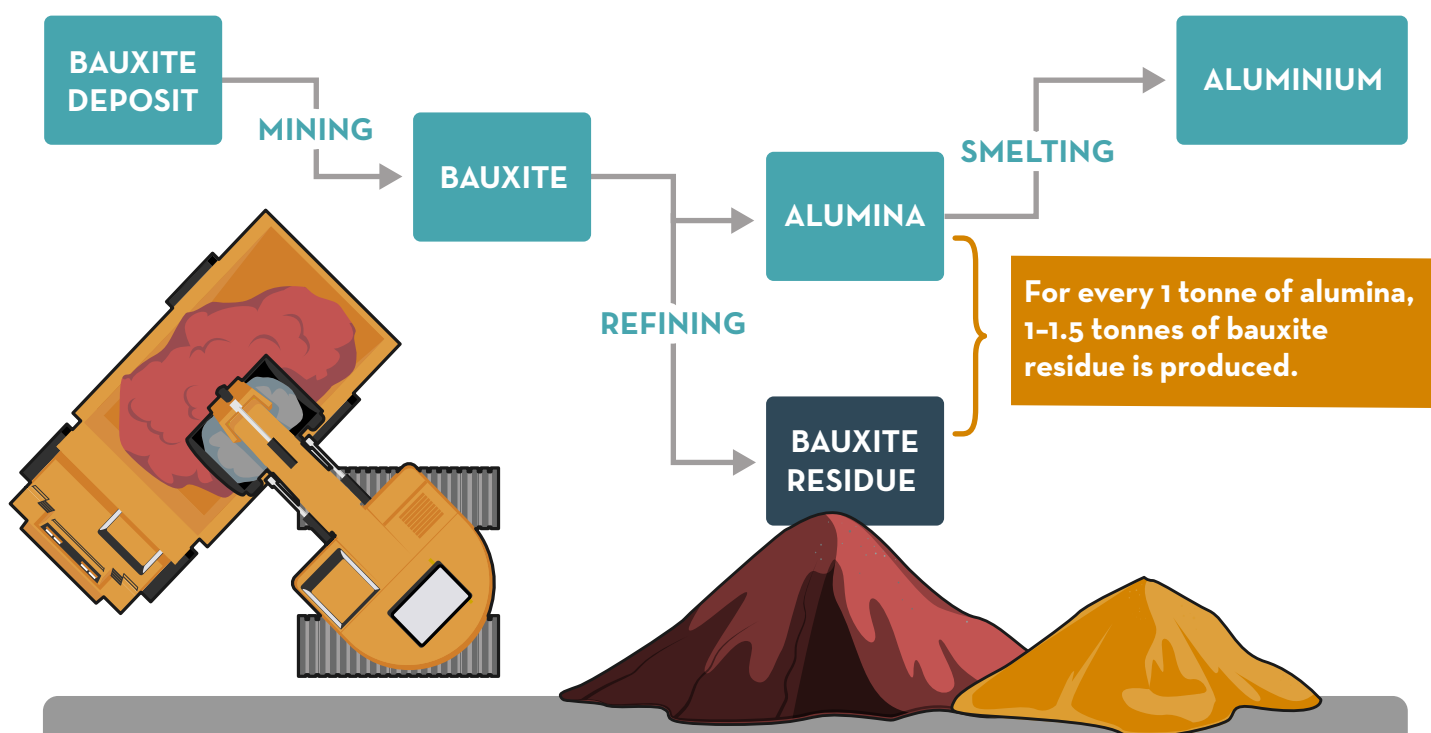 BAUXITE
DEPOSIT
MINING
BAUXITE
REFINING
ALUMINA
SMELTING
ALUMINIUM
For every 1 tonne of alumina,
1–1.5 tonnes of bauxite
residue is produced.
BAUXITE
RESIDUE